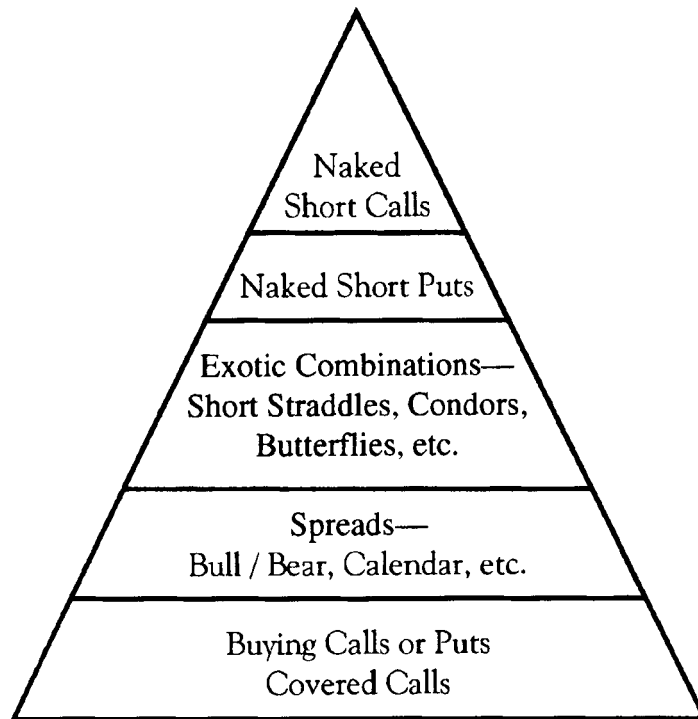 Naked
Short Calls
Naked Short Puts
Exotic Combinations—
Short Straddles, Condors,
Butterflies, etc.
Spreads—
Bull / Bear, Calendar, etc.
Buying Calls or Puts
Covered Calls